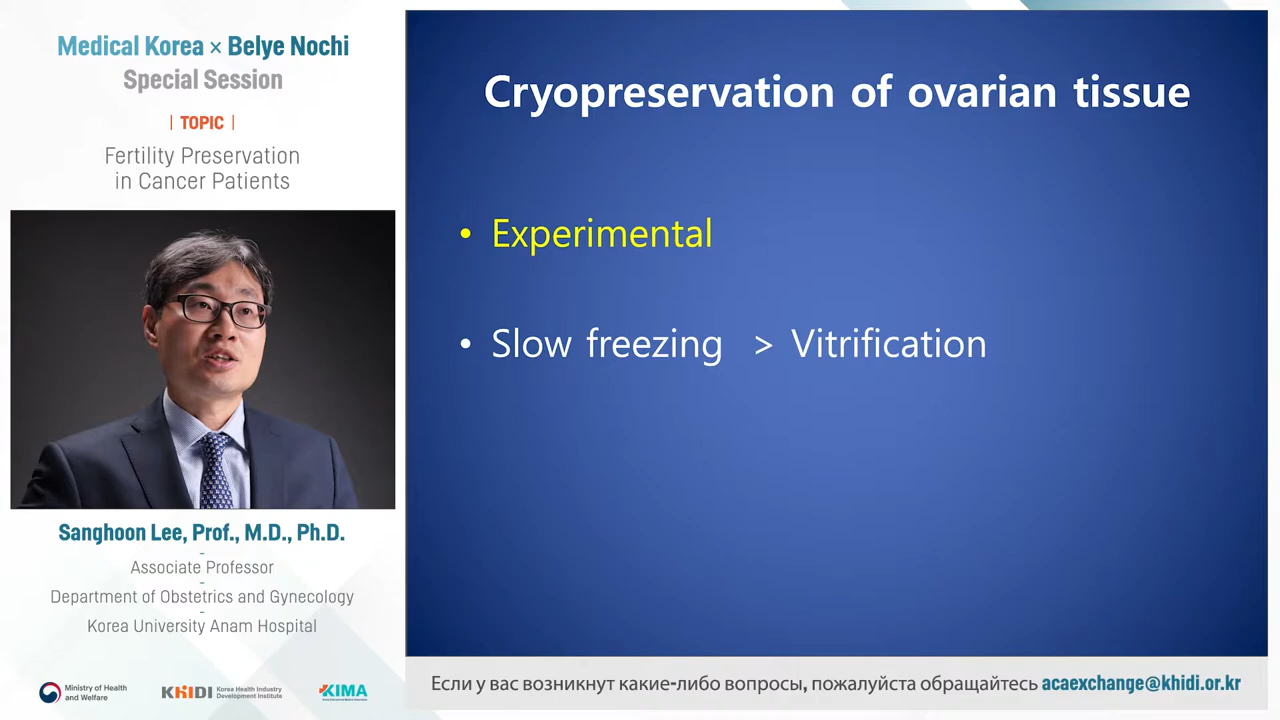 Medical Korea × Belye Nochi
Special Session
| TOPIC |
Fertility Preservation
in Cancer Patients
Sanghoon Lee, Prof., M.D., Ph.D.
-
Associate Professor
-
Department of Obstetrics and Gynecology
-
Korea University Anam Hospital
Ministry of Health
and Welfare
KHIDI Korea Health Industry
Development Institute
KIMA
Cryopreservation of ovarian tissue
• Experimental
• Slow freezing > Vitrification
Если у вас возникнут какие-либо вопросы, пожалуйста обращайтесь acaexchange@khidi.or.kr